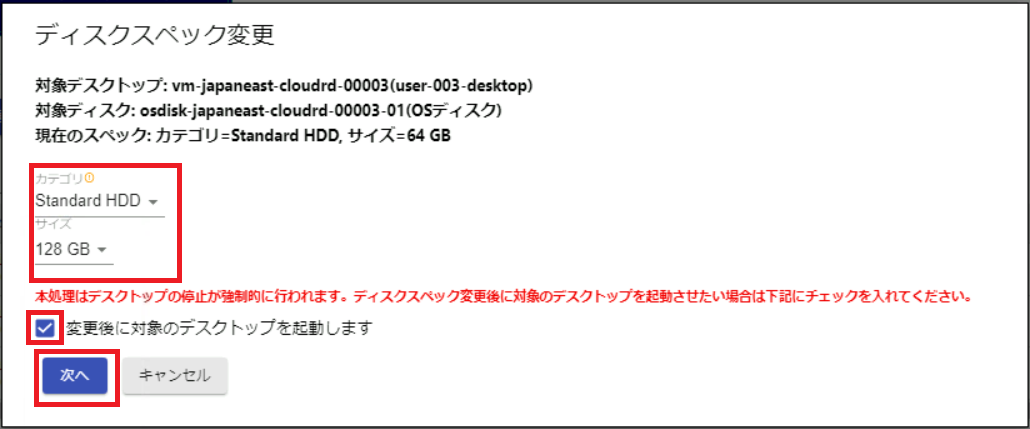 ディスクスペック変更
対象デスクトップ: vm-japaneast-cloudrd-00003(user-003-desktop)
対象ディスク: osdisk-japaneast-cloudrd-00003-01(OSディスク)
現在のスペック: カテゴリ=Standard HDD, サイズ=64 GB
カテゴリ
Standard HDD
サイズ
128 GB
本処理はデスクトップの停止が強制的に行われます。ディスクスペック変更後に対象のデスクトップを起動させたい場合は下記にチェックを入れてください。
変更後に対象のデスクトップを起動します
次へ キャンセル